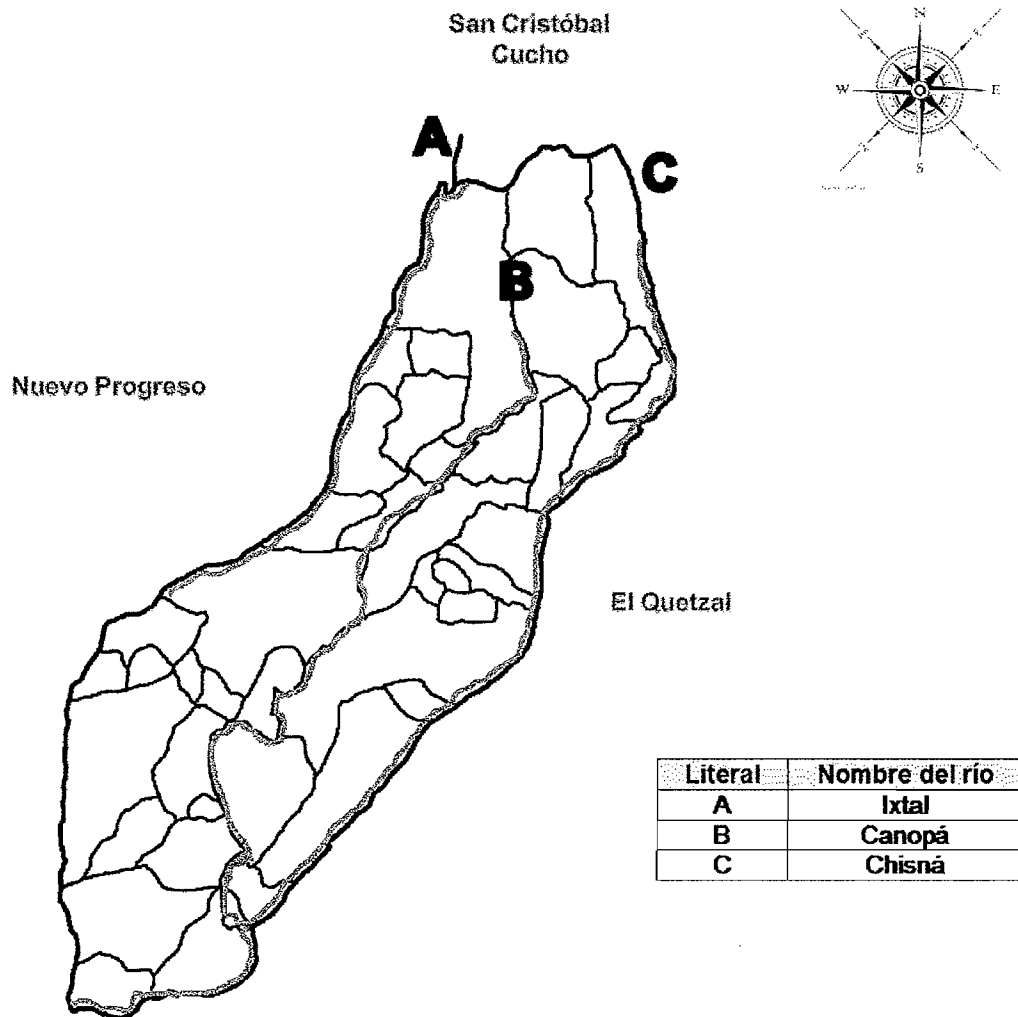 San Cristóbal
Cucho
N
W
E
S
A
C
B
Nuevo Progreso
El Quetzal
Literal Nombre del río
A Ixtal
B Canopá
C Chisná